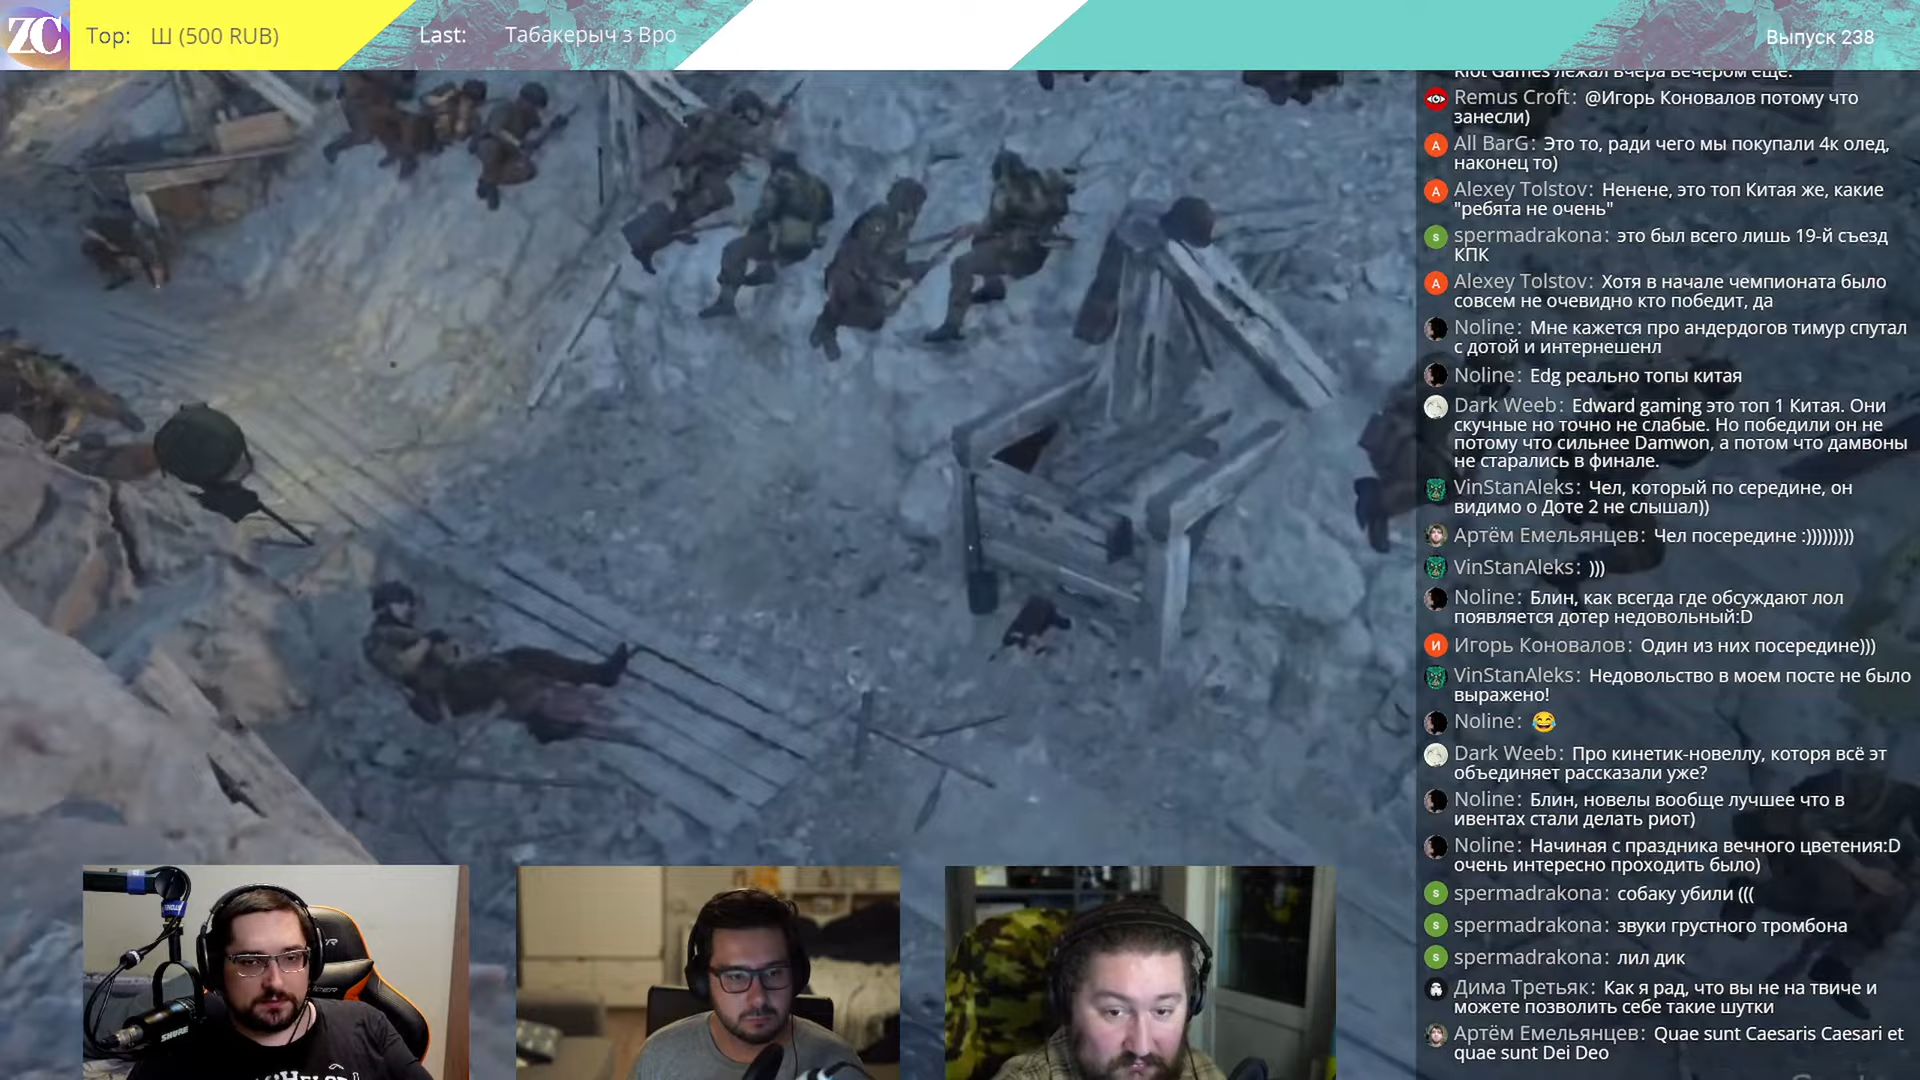 ZC
Top: Ш (500 RUB)
Last: Табакерыч з Вро
Выпуск 238
Riot Games лежал вчера вечером еще.
Remus Croft: @Игорь Коновалов потому что
занесли)
All BarG: Это то, ради чего мы покупали 4к олед,
наконец то)
Alexey Tolstov: Ненене, это топ Китая же, какие
"ребята не очень"
spermadrakona: это был всего лишь 19-й съезд
КПК
Alexey Tolstov: Хотя в начале чемпионата было
совсем не очевидно кто победит, да
Noline: Мне кажется про андердогов тимур спутал
с дотой и интернешенл
Noline: Edg реально топы китая
Dark Weeb: Edward gaming это топ 1 Китая. Они
скучные но точно не слабые. Но победили он не
потому что сильнее Damwon, а потом что дамвоны
не старались в финале.
VinStanAleks: Чел, который по середине, он
видимо о Доте 2 не слышал))
Артём Емельянцев: Чел посередине :)))))))))
VinStanAleks: )))
Noline: Блин, как всегда где обсуждают лол
появляется дотер недовольный:D
Игорь Коновалов: Один из них посередине)))
VinStanAleks: Недовольство в моем посте не было
выражено!
Noline: 😂
Dark Weeb: Про кинетик-новеллу, которя всё эт
объединяет рассказали уже?
Noline: Блин, новелы вообще лучшее что в
ивентах стали делать риот)
Noline: Начиная с праздника вечного цветения:D
очень интересно проходить было)
spermadrakona: собаку убили (((
spermadrakona: звуки грустного тромбона
spermadrakona: лил дик
Дима Третьяк: Как я рад, что вы не на твиче и
можете позволить себе такие шутки
Артём Емельянцев: Quae sunt Caesaris Caesari et
quae sunt Dei Deo
SHURE